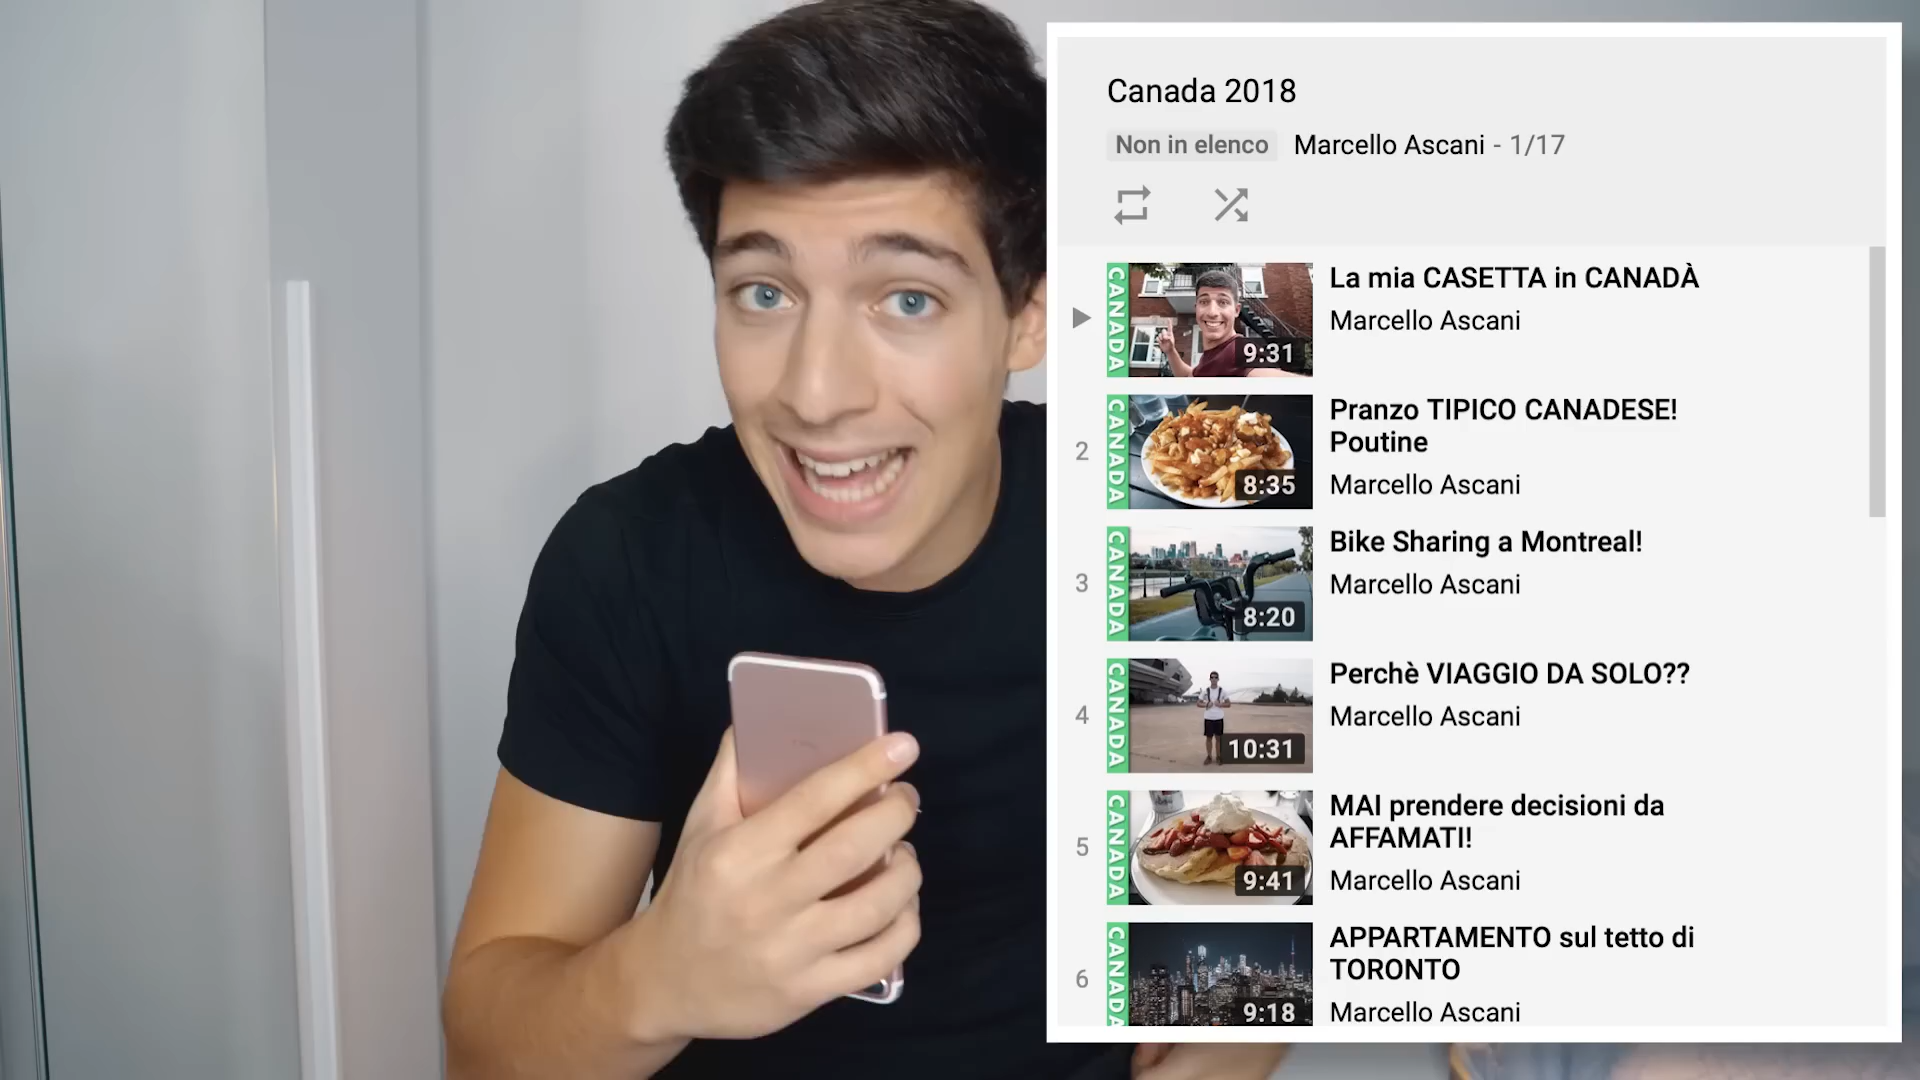 Canada 2018
Non in elenco Marcello Ascani - 1/17
CANADA
9:31
La mia CASETTA in CANADÀ
Marcello Ascani
2
CANADA
8:35
Pranzo TIPICO CANADESE!
Poutine
Marcello Ascani
3
CANADA
8:20
Bike Sharing a Montreal!
Marcello Ascani
4
CANADA
10:31
Perchè VIAGGIO DA SOLO??
Marcello Ascani
5
CANADA
9:41
MAI prendere decisioni da
AFFAMATI!
Marcello Ascani
6
CANADA
9:18
APPARTAMENTO sul tetto di
TORONTO
Marcello Ascani